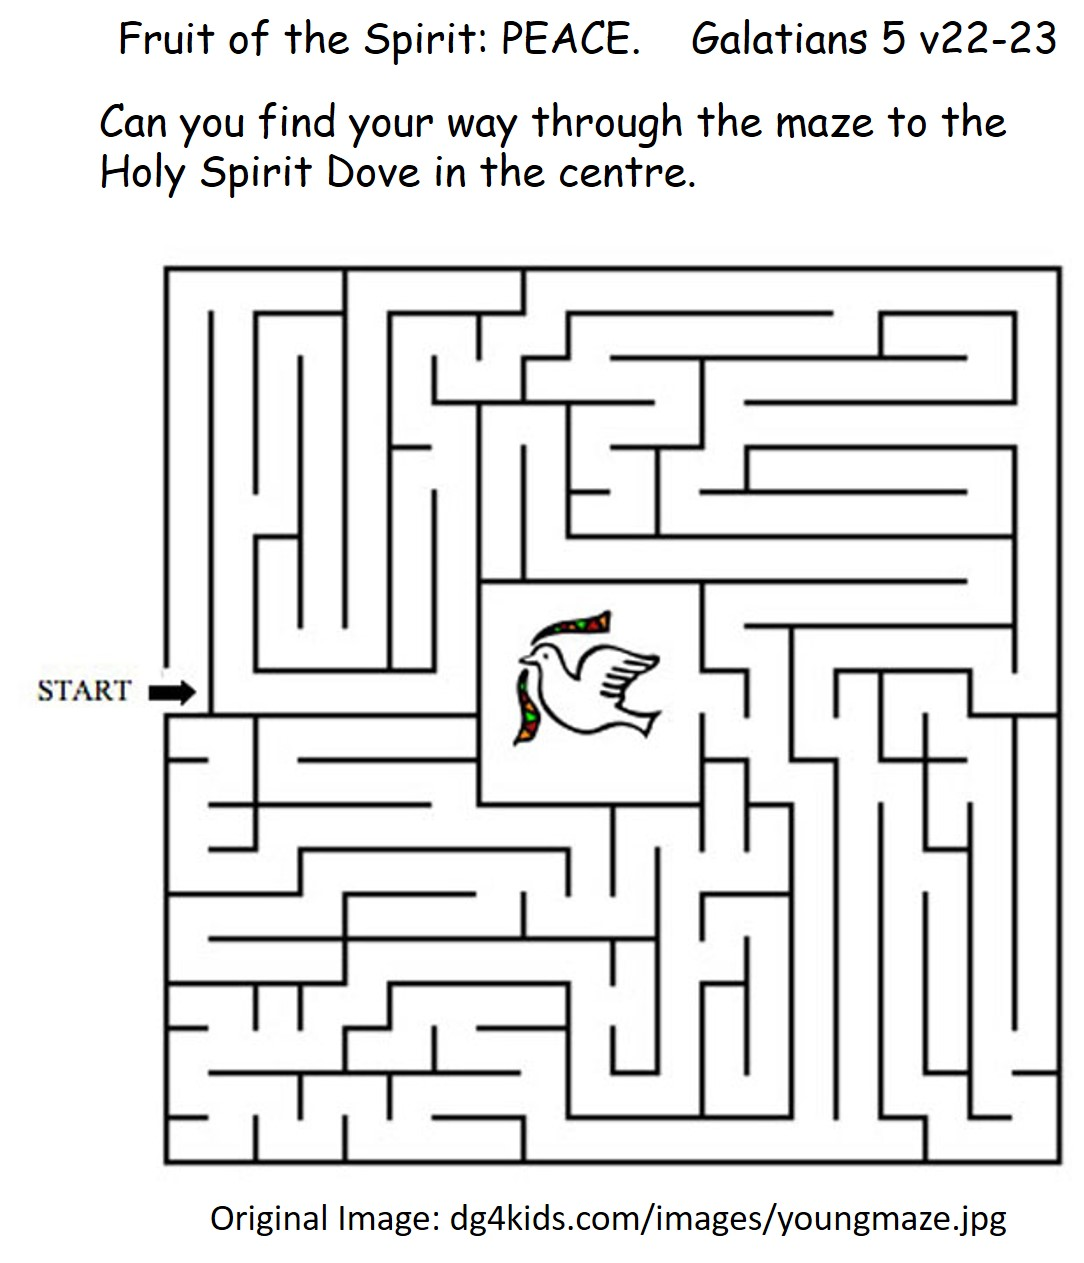 Fruit of the Spirit: PEACE. Galatians 5 v22-23
Can you find your way through the maze to the
Holy Spirit Dove in the centre.
START
Original Image: dg4kids.com/images/youngmaze.jpg